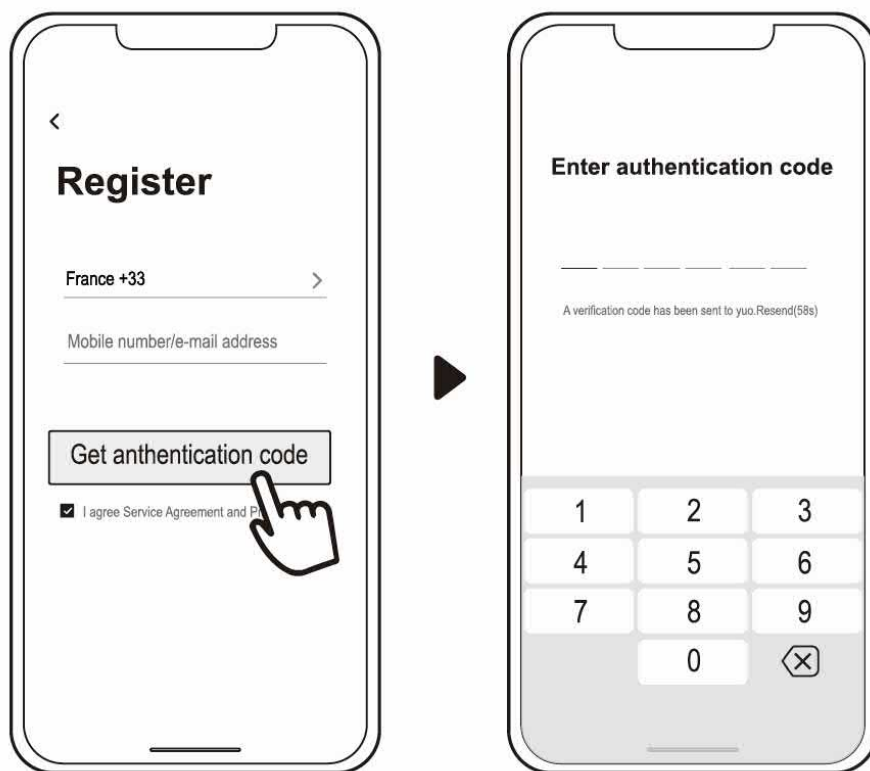 Register
France +33
Mobile number/e-mail address
Get anthentication code
I agree Service Agreement and
Enter authentication code
A verification code has been sent to yuo.Resend(58s)
1 2 3
4 5 6
7 8 9
0